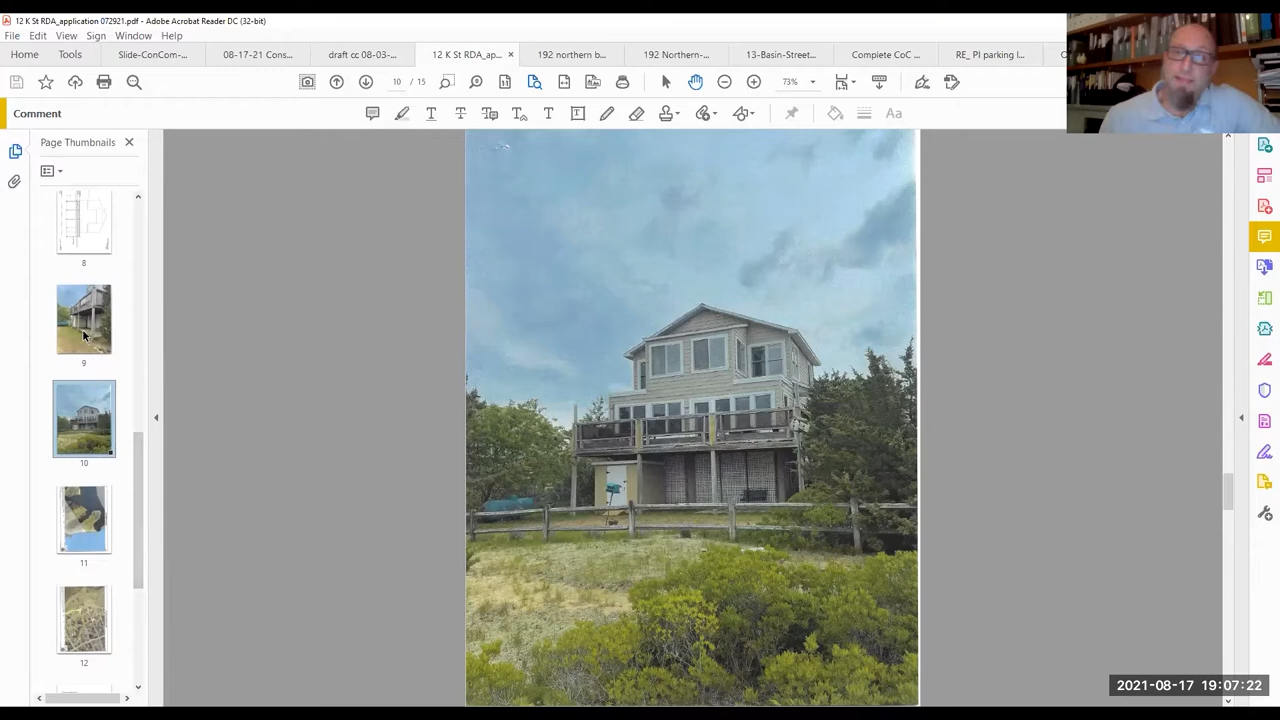 12 K St RDA_application 072921.pdf - Adobe Acrobat Reader DC (32-bit)
File Edit View Sign Window Help
Home Tools Slide-ConCom-... 08-17-21 Cons... draft cc 08-03-... 12 K St RDA_ap... × 192 northern b... 192 Northern-... 13-Basin-Street... Complete CoC ... RE_ PI parking l...
10 / 15 73%
Comment
Aa
Page Thumbnails ×
8
9
10
11
12
2021-08-17 19:07:22